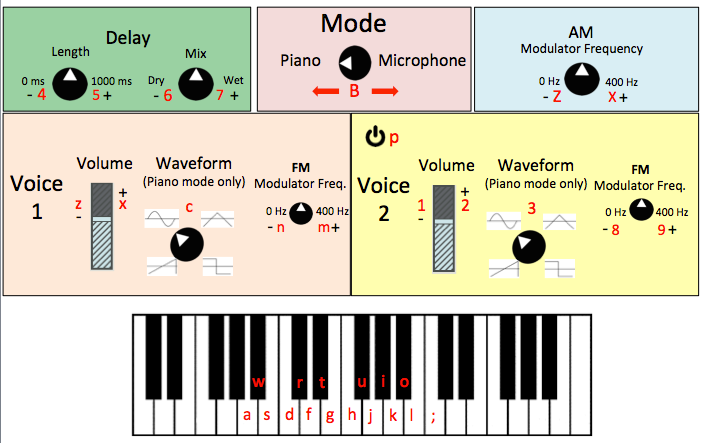 Delay
Length
Mix
0 ms
1000 ms
Dry
Wet
- 4
5 +
- 6
7 +
Mode
Piano
Microphone
B
AM
Modulator Frequency
0 Hz
400 Hz
- Z
X +
Voice
1
Volume
z
-
+
x
Waveform
(Piano mode only)
c
FM
Modulator Freq.
0 Hz
400 Hz
- n
m+
p
Voice
2
Volume
1
-
+
2
Waveform
(Piano mode only)
3
FM
Modulator Freq.
0 Hz
400 Hz
- 8
9 +
w r t u i o
a s d f g h j k l ;